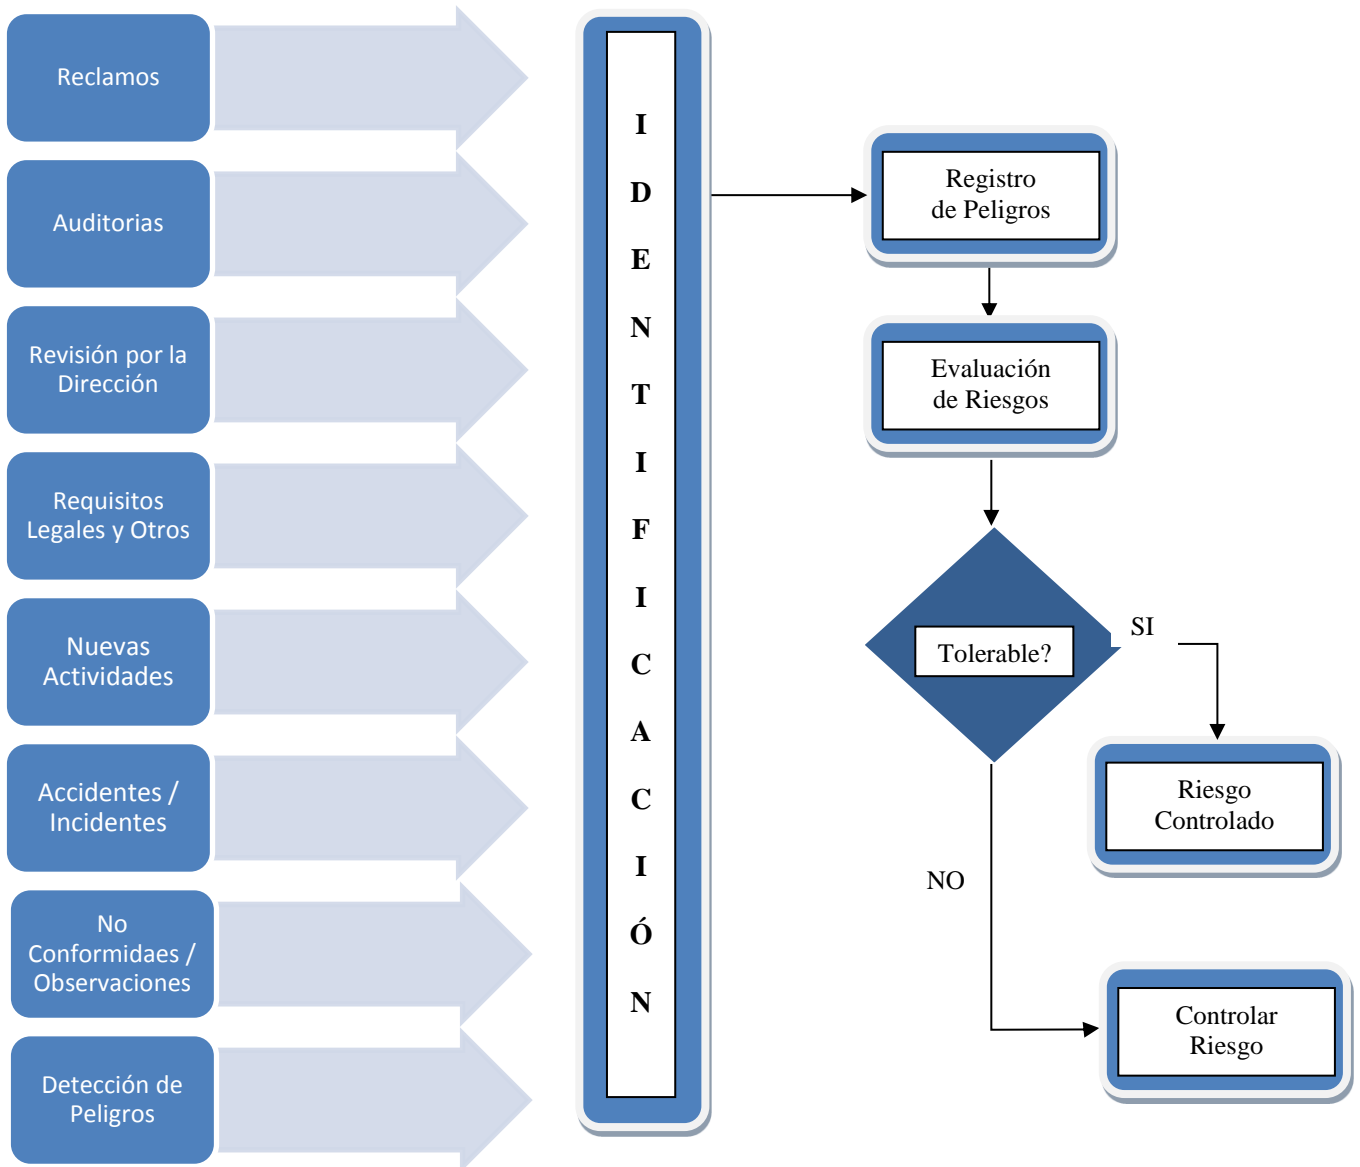 Reclamos
Auditorias
Revisión por la
Dirección
Requisitos
Legales y Otros
Nuevas
Actividades
Accidentes /
Incidentes
No
Conformidaes /
Observaciones
Detección de
Peligros
I
D
E
N
T
I
F
I
C
A
C
I
Ó
N
Registro
de Peligros
Evaluación
de Riesgos
Tolerable?
SI
Riesgo
Controlado
NO
Controlar
Riesgo